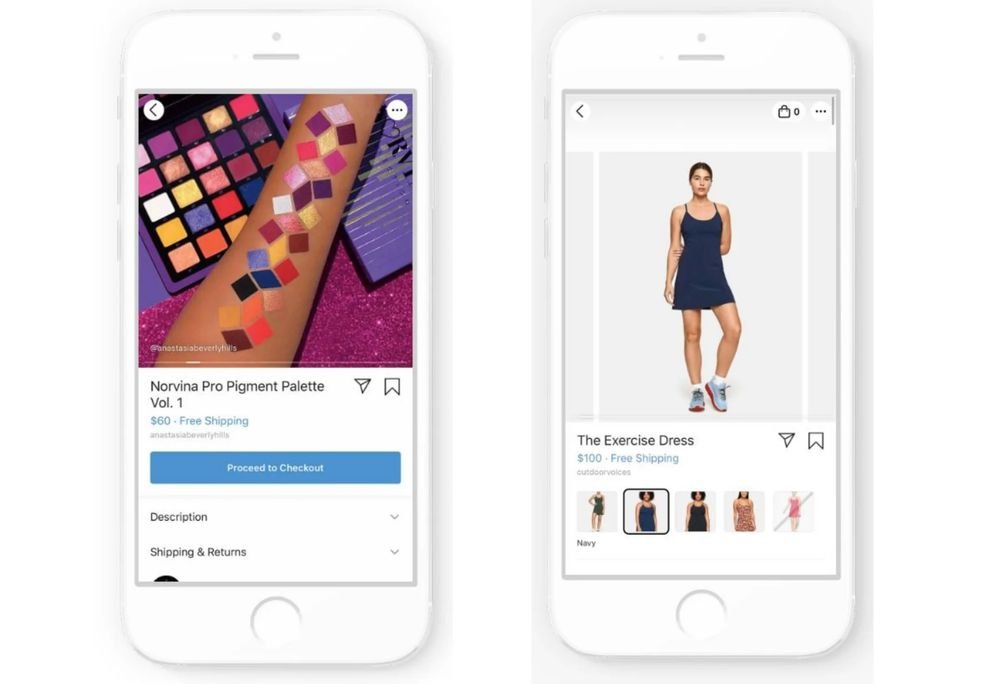 @anastasiabeverlyhills
Norvina Pro Pigment Palette
Vol. 1
$60 · Free Shipping
anastasiabeverlyhills
Proceed to Checkout
Description
Shipping & Returns
0
The Exercise Dress
$100 · Free Shipping
outdoorvoices
Navy